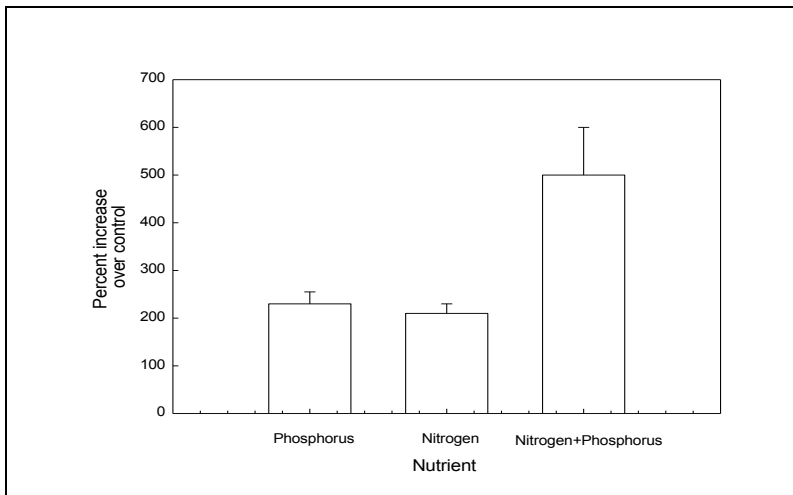 700
600
500
400
300
200
100
0
Percent increase
over control
Phosphorus Nitrogen Nitrogen+Phosphorus
Nutrient